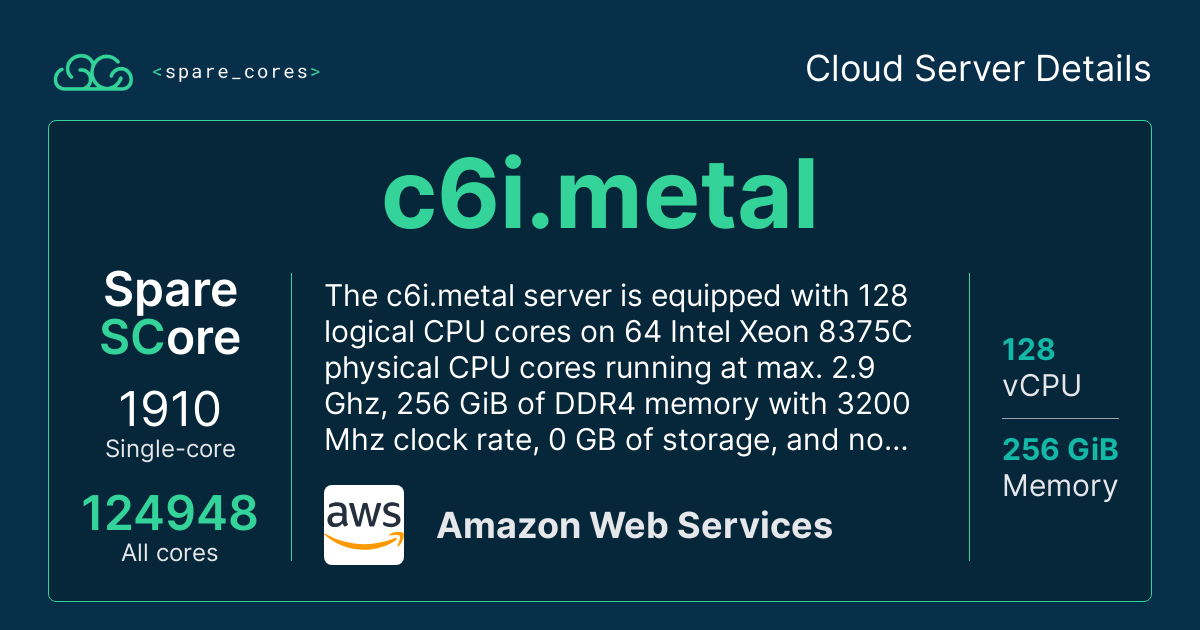 <spare_cores>
Cloud Server Details
c6i.metal
Spare
SCore
1910
Single-core
124948
All cores
The c6i.metal server is equipped with 128
logical CPU cores on 64 Intel Xeon 8375C
physical CPU cores running at max. 2.9
Ghz, 256 GiB of DDR4 memory with 3200
Mhz clock rate, 0 GB of storage, and no...
aws
Amazon Web Services
128
vCPU
256 GiB
Memory